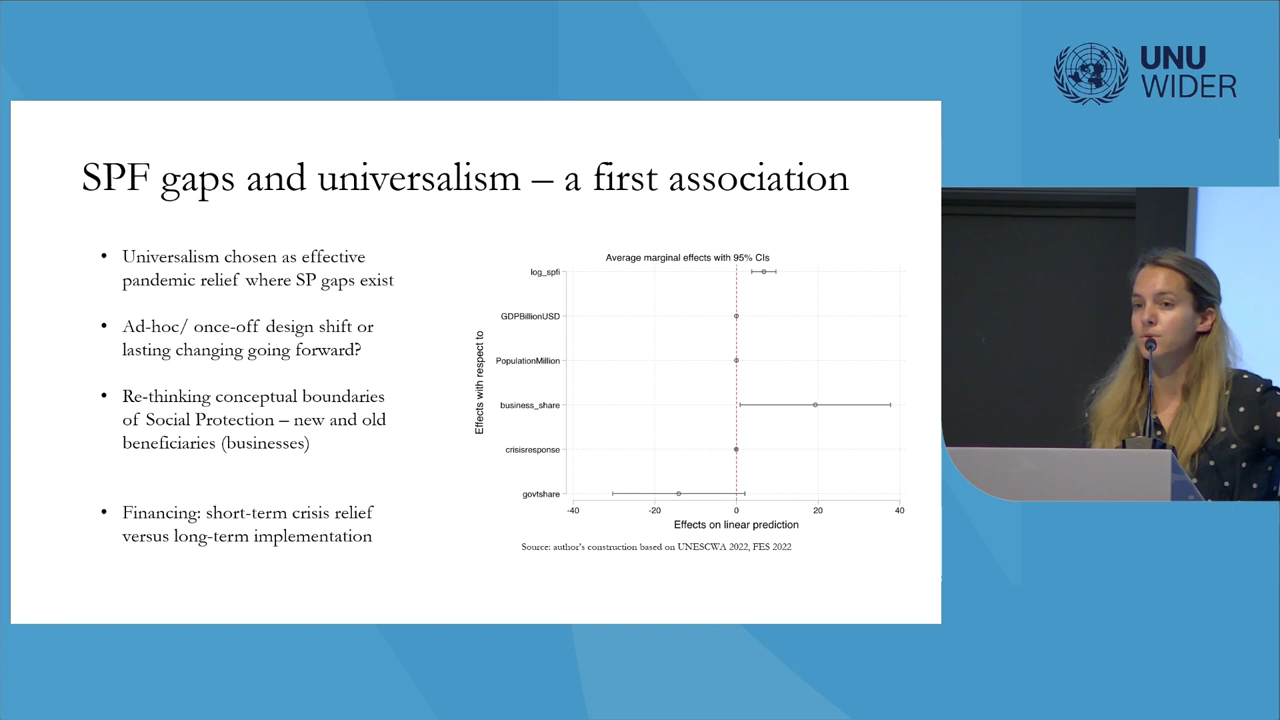 UNU
WIDER
SPF gaps and universalism – a first association
• Universalism chosen as effective
pandemic relief where SP gaps exist
• Ad-hoc/ once-off design shift or
lasting changing going forward?
• Re-thinking conceptual boundaries
of Social Protection – new and old
beneficiaries (businesses)
• Financing: short-term crisis relief
versus long-term implementation
Average marginal effects with 95% CIs
Effects with respect to
log_spfi
GDPBillionUSD
PopulationMillion
business_share
crisisresponse
govtshare
-40 -20 0 20 40
Effects on linear prediction
Source: author's construction based on UNESCWA 2022, FES 2022